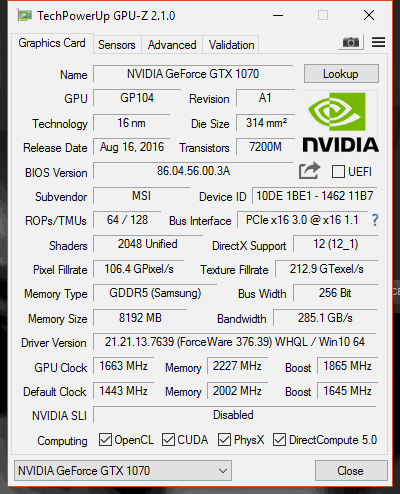 TechPowerUp GPU-Z 2.1.0
Graphics Card Sensors Advanced Validation
Name NVIDIA GeForce GTX 1070 Lookup
GPU GP104 Revision A1
Technology 16 nm Die Size 314 mm²
Release Date Aug 16, 2016 Transistors 7200M
NVIDIA
BIOS Version 86.04.56.00.3A UEFI
Subvendor MSI Device ID 10DE 1BE1 - 1462 11B7
ROPs/TMUs 64 / 128 Bus Interface PCIe x16 3.0 @ x16 1.1 ?
Shaders 2048 Unified DirectX Support 12 (12_1)
Pixel Fillrate 106.4 GPixel/s Texture Fillrate 212.9 GTexel/s
Memory Type GDDR5 (Samsung) Bus Width 256 Bit
Memory Size 8192 MB Bandwidth 285.1 GB/s
Driver Version 21.21.13.7639 (ForceWare 376.39) WHQL / Win10 64
GPU Clock 1663 MHz Memory 2227 MHz Boost 1865 MHz
Default Clock 1443 MHz Memory 2002 MHz Boost 1645 MHz
NVIDIA SLI Disabled
Computing OpenCL CUDA PhysX DirectCompute 5.0
NVIDIA GeForce GTX 1070 Close